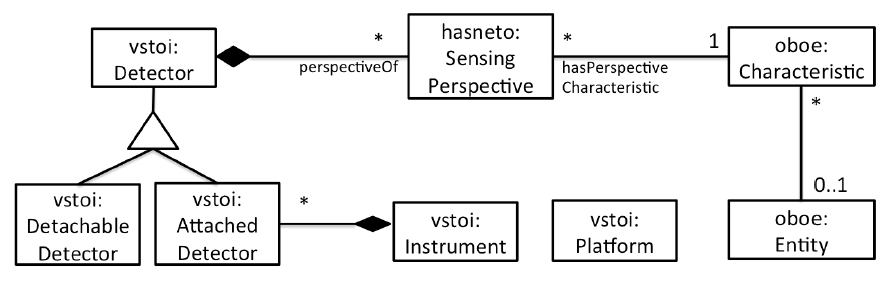 vstoi:
Detector
*
perspectiveOf
hasneto:
Sensing
Perspective
*
hasPerspective
Characteristic
1
oboe:
Characteristic
*
0..1
vstoi:
Detachable
Detector
vstoi:
Attached
Detector
*
vstoi:
Instrument
vstoi:
Platform
oboe:
Entity